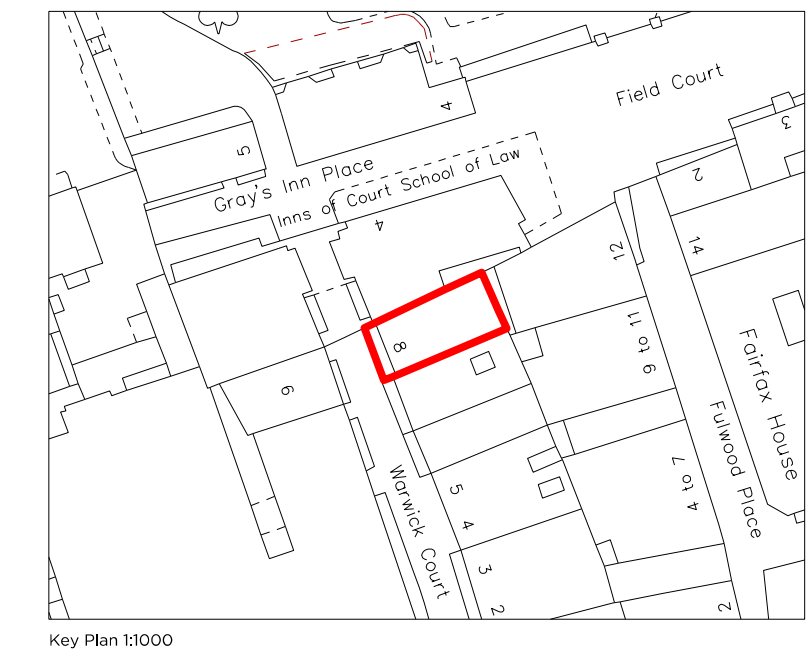 Field Court
4
3
5
Gray's Inn Place
Inns of Court School of Law
2
4
12
14
8
9 to 11
Fairfax House
9
Fulwood Place
Warwick Court
5
4
4 to 7
3
2
2
Key Plan 1:1000